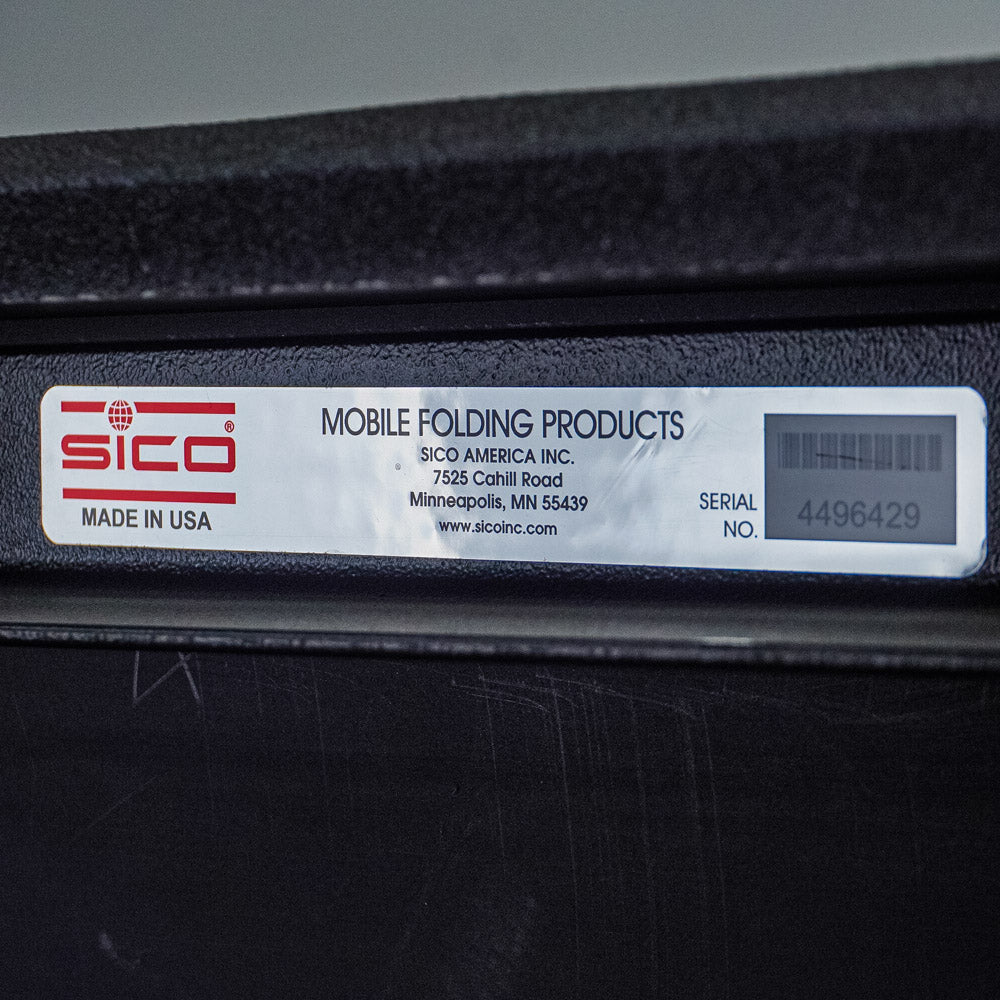 SICO®
MADE IN USA
MOBILE FOLDING PRODUCTS
SICO AMERICA INC.
7525 Cahill Road
Minneapolis, MN 55439
www.sicoinc.com
SERIAL
NO.
4496429